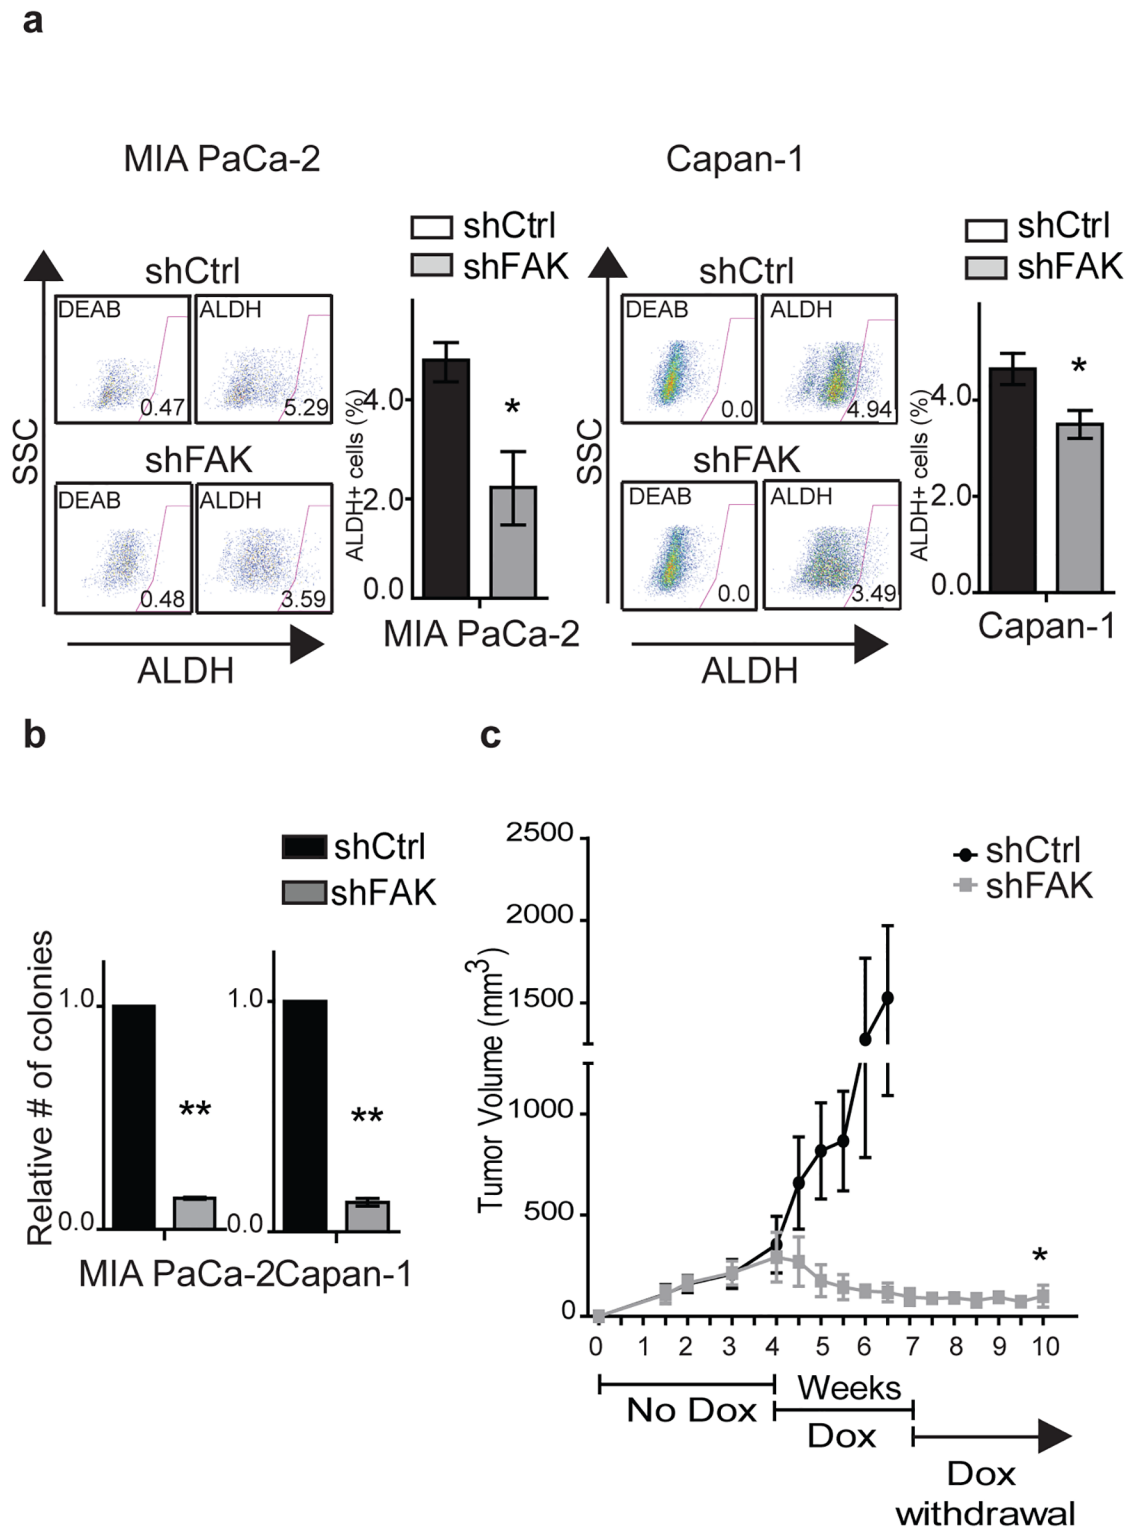 a
MIA PaCa-2
Capan-1
shCtrl
shFAK
shCtrl
shFAK
shCtrl
DEAB
ALDH
0.47
5.29
shFAK
DEAB
ALDH
0.48
3.59
SSC
ALDH
ALDH+ cells (%)
4.0
*
2.0
0.0
MIA PaCa-2
shCtrl
DEAB
ALDH
0.0
4.94
shFAK
DEAB
ALDH
0.0
3.49
SSC
ALDH
ALDH+ cells (%)
4.0
*
2.0
0.0
Capan-1
b
shCtrl
shFAK
Relative # of colonies
1.0
**
0.0
MIA PaCa-2
1.0
**
0.0
Capan-1
c
shCtrl
shFAK
Tumor Volume (mm3)
2500
2000
1500
1000
500
0
*
0 1 2 3 4 5 6 7 8 9 10
Weeks
No Dox
Dox
Dox
withdrawal